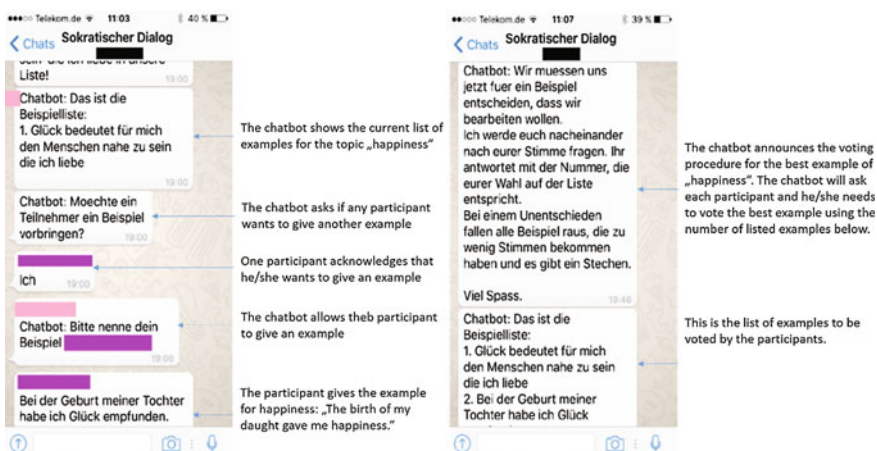 Telekom.de 11:03 40 %
Chats Sokratischer Dialog
sein die ich liebe in unsere
Liste!
19:00
Chatbot: Das ist die
Beispielliste:
1. Glück bedeutet für mich
den Menschen nahe zu sein
die ich liebe
19:00
Chatbot: Moechte ein
Teilnehmer ein Beispiel
vorbringen?
19:00
Ich
19:00
Chatbot: Bitte nenne dein
Beispiel
19:06
Bei der Geburt meiner Tochter
habe ich Glück empfunden.
The chatbot shows the current list of
examples for the topic „happiness"
The chatbot asks if any participant
wants to give another example
One participant acknowledges that
he/she wants to give an example
The chatbot allows theb participant
to give an example
The participant gives the example
for happiness: „The birth of my
daught gave me happiness."
Telekom.de 11:07 39 %
Chats Sokratischer Dialog
Chatbot: Wir muessen uns
jetzt fuer ein Beispiel
entscheiden, dass wir
bearbeiten wollen.
Ich werde euch nacheinander
nach eurer Stimme fragen. Ihr
antwortet mit der Nummer, die
eurer Wahl auf der Liste
entspricht.
Bei einem Unentschieden
fallen alle Beispiel raus, die zu
wenig Stimmen bekommen
haben und es gibt ein Stechen.
Viel Spass.
19:46
Chatbot: Das ist die
Beispielliste:
1. Glück bedeutet für mich
den Menschen nahe zu sein
die ich liebe
2. Bei der Geburt meiner
Tochter habe ich Glück
The chatbot announces the voting
procedure for the best example of
„happiness". The chatbot will ask
each participant and he/she needs
to vote the best example using the
number of listed examples below.
This is the list of examples to be
voted by the participants.